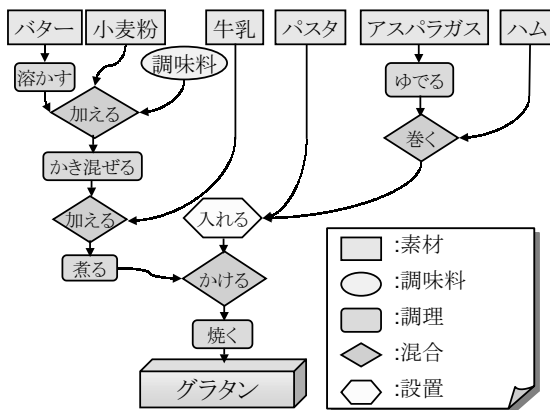 バター 小麦粉 牛乳 パスタ アスパラガス ハム
溶かす 調味料 ゆでる
加える 巻く
かき混ぜる
加える 入れる
煮る かける
焼く
グラタン
:素材
:調味料
:調理
:混合
:設置